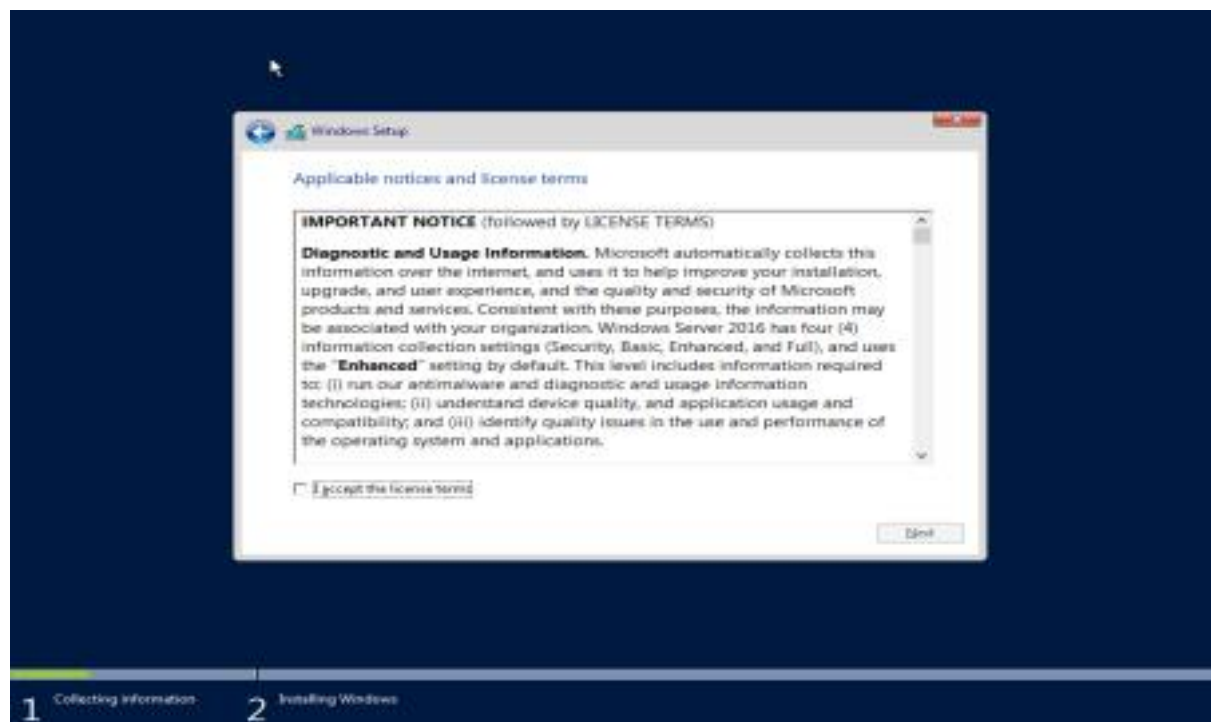 Windows Setup
Applicable notices and license terms
IMPORTANT NOTICE (followed by LICENSE TERMS)
Diagnostic and Usage Information. Microsoft automatically collects this
information over the internet, and uses it to help improve your installation,
upgrade, and user experience, and the quality and security of Microsoft
products and services. Consistent with these purposes, the information may
be associated with your organization. Windows Server 2016 has four (4)
information collection settings (Security, Basic, Enhanced, and Full), and uses
the "Enhanced" setting by default. This level includes information required
to: (i) run our antimalware and diagnostic and usage information
technologies; (ii) understand device quality, and application usage and
compatibility; and (iii) identify quality issues in the use and performance of
the operating system and applications.
I accept the license terms
Next
1 Collecting information 2 Installing Windows